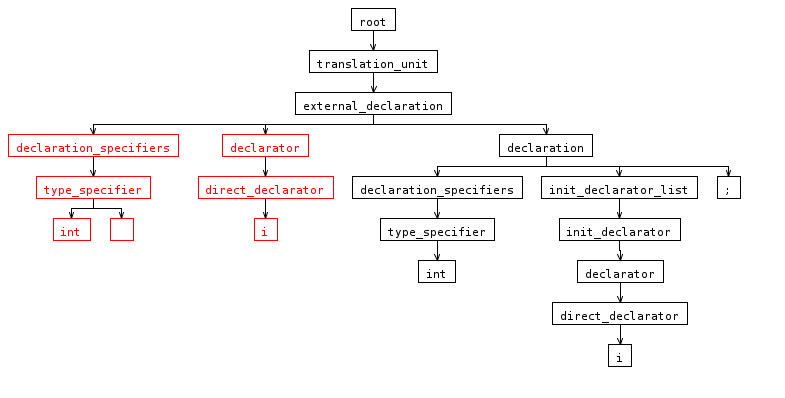 root
translation_unit
external_declaration
declaration_specifiers declarator declaration
type_specifier direct_declarator declaration_specifiers init_declarator_list ;
int i type_specifier init_declarator
int declarator
direct_declarator
i